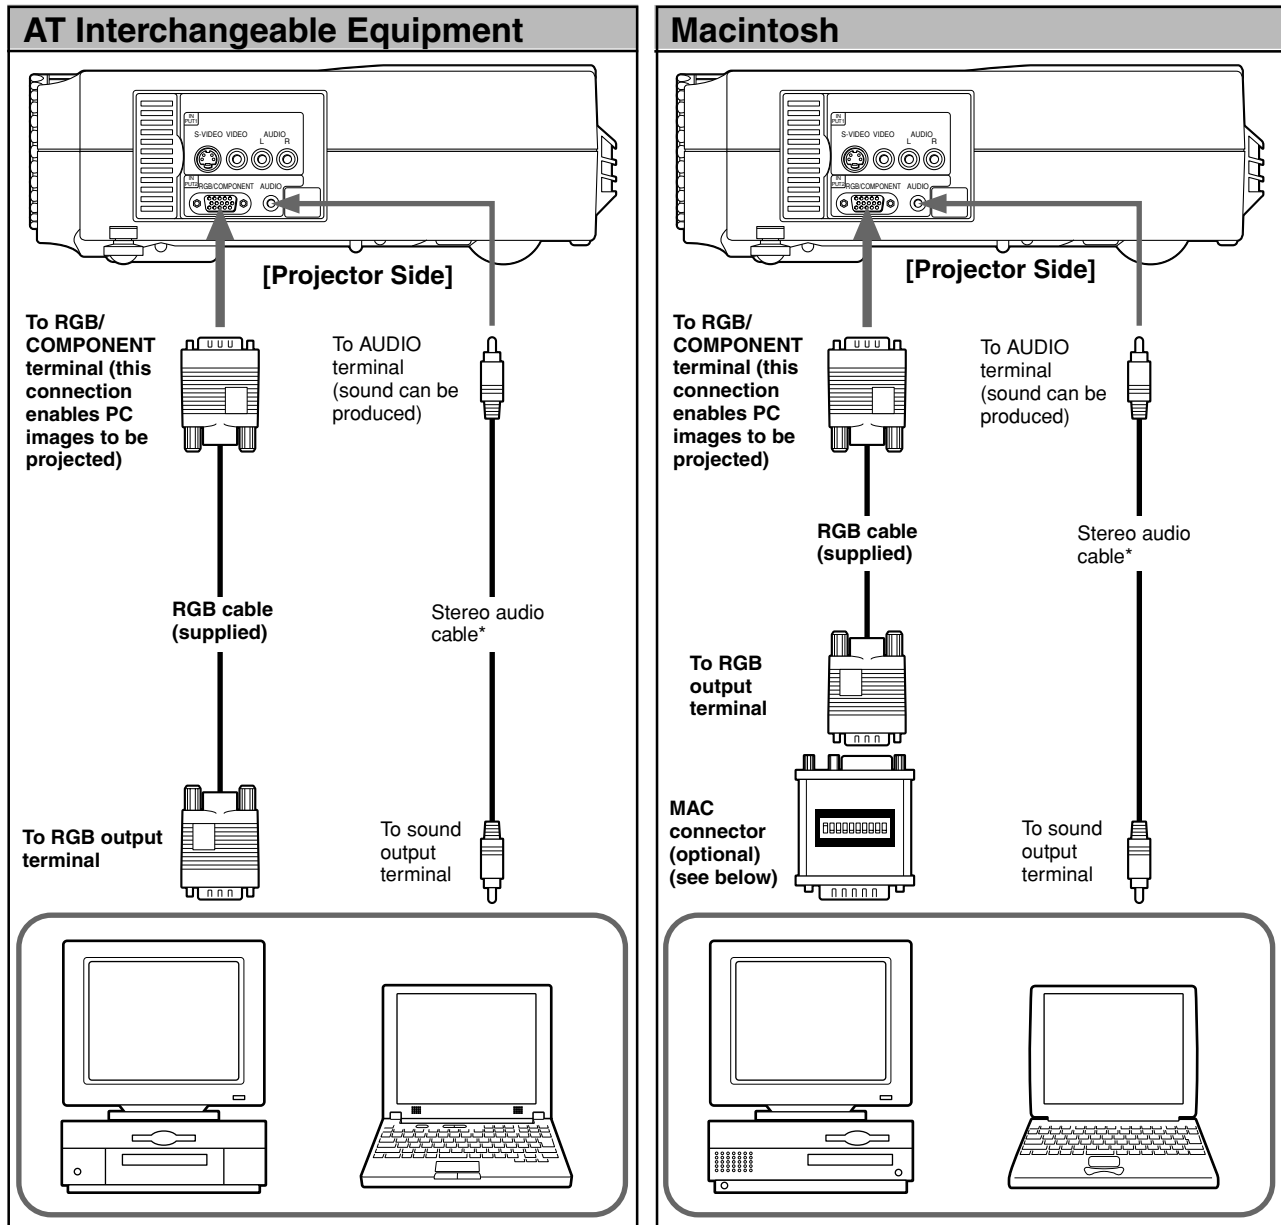 AT Interchangeable Equipment
IN
PUT1
S-VIDEO VIDEO AUDIO
L R
IN
PUT2
RGB/COMPONENT AUDIO
[Projector Side]
To RGB/
COMPONENT
terminal (this
connection
enables PC
images to be
projected)
To AUDIO
terminal
(sound can be
produced)
RGB cable
(supplied)
Stereo audio
cable*
To RGB output
terminal
To sound
output
terminal
Macintosh
IN
PUT1
S-VIDEO VIDEO AUDIO
L R
IN
PUT2
RGB/COMPONENT AUDIO
[Projector Side]
To RGB/
COMPONENT
terminal (this
connection
enables PC
images to be
projected)
To AUDIO
terminal
(sound can be
produced)
RGB cable
(supplied)
Stereo audio
cable*
To RGB
output
terminal
MAC
connector
(optional)
(see below)
To sound
output
terminal